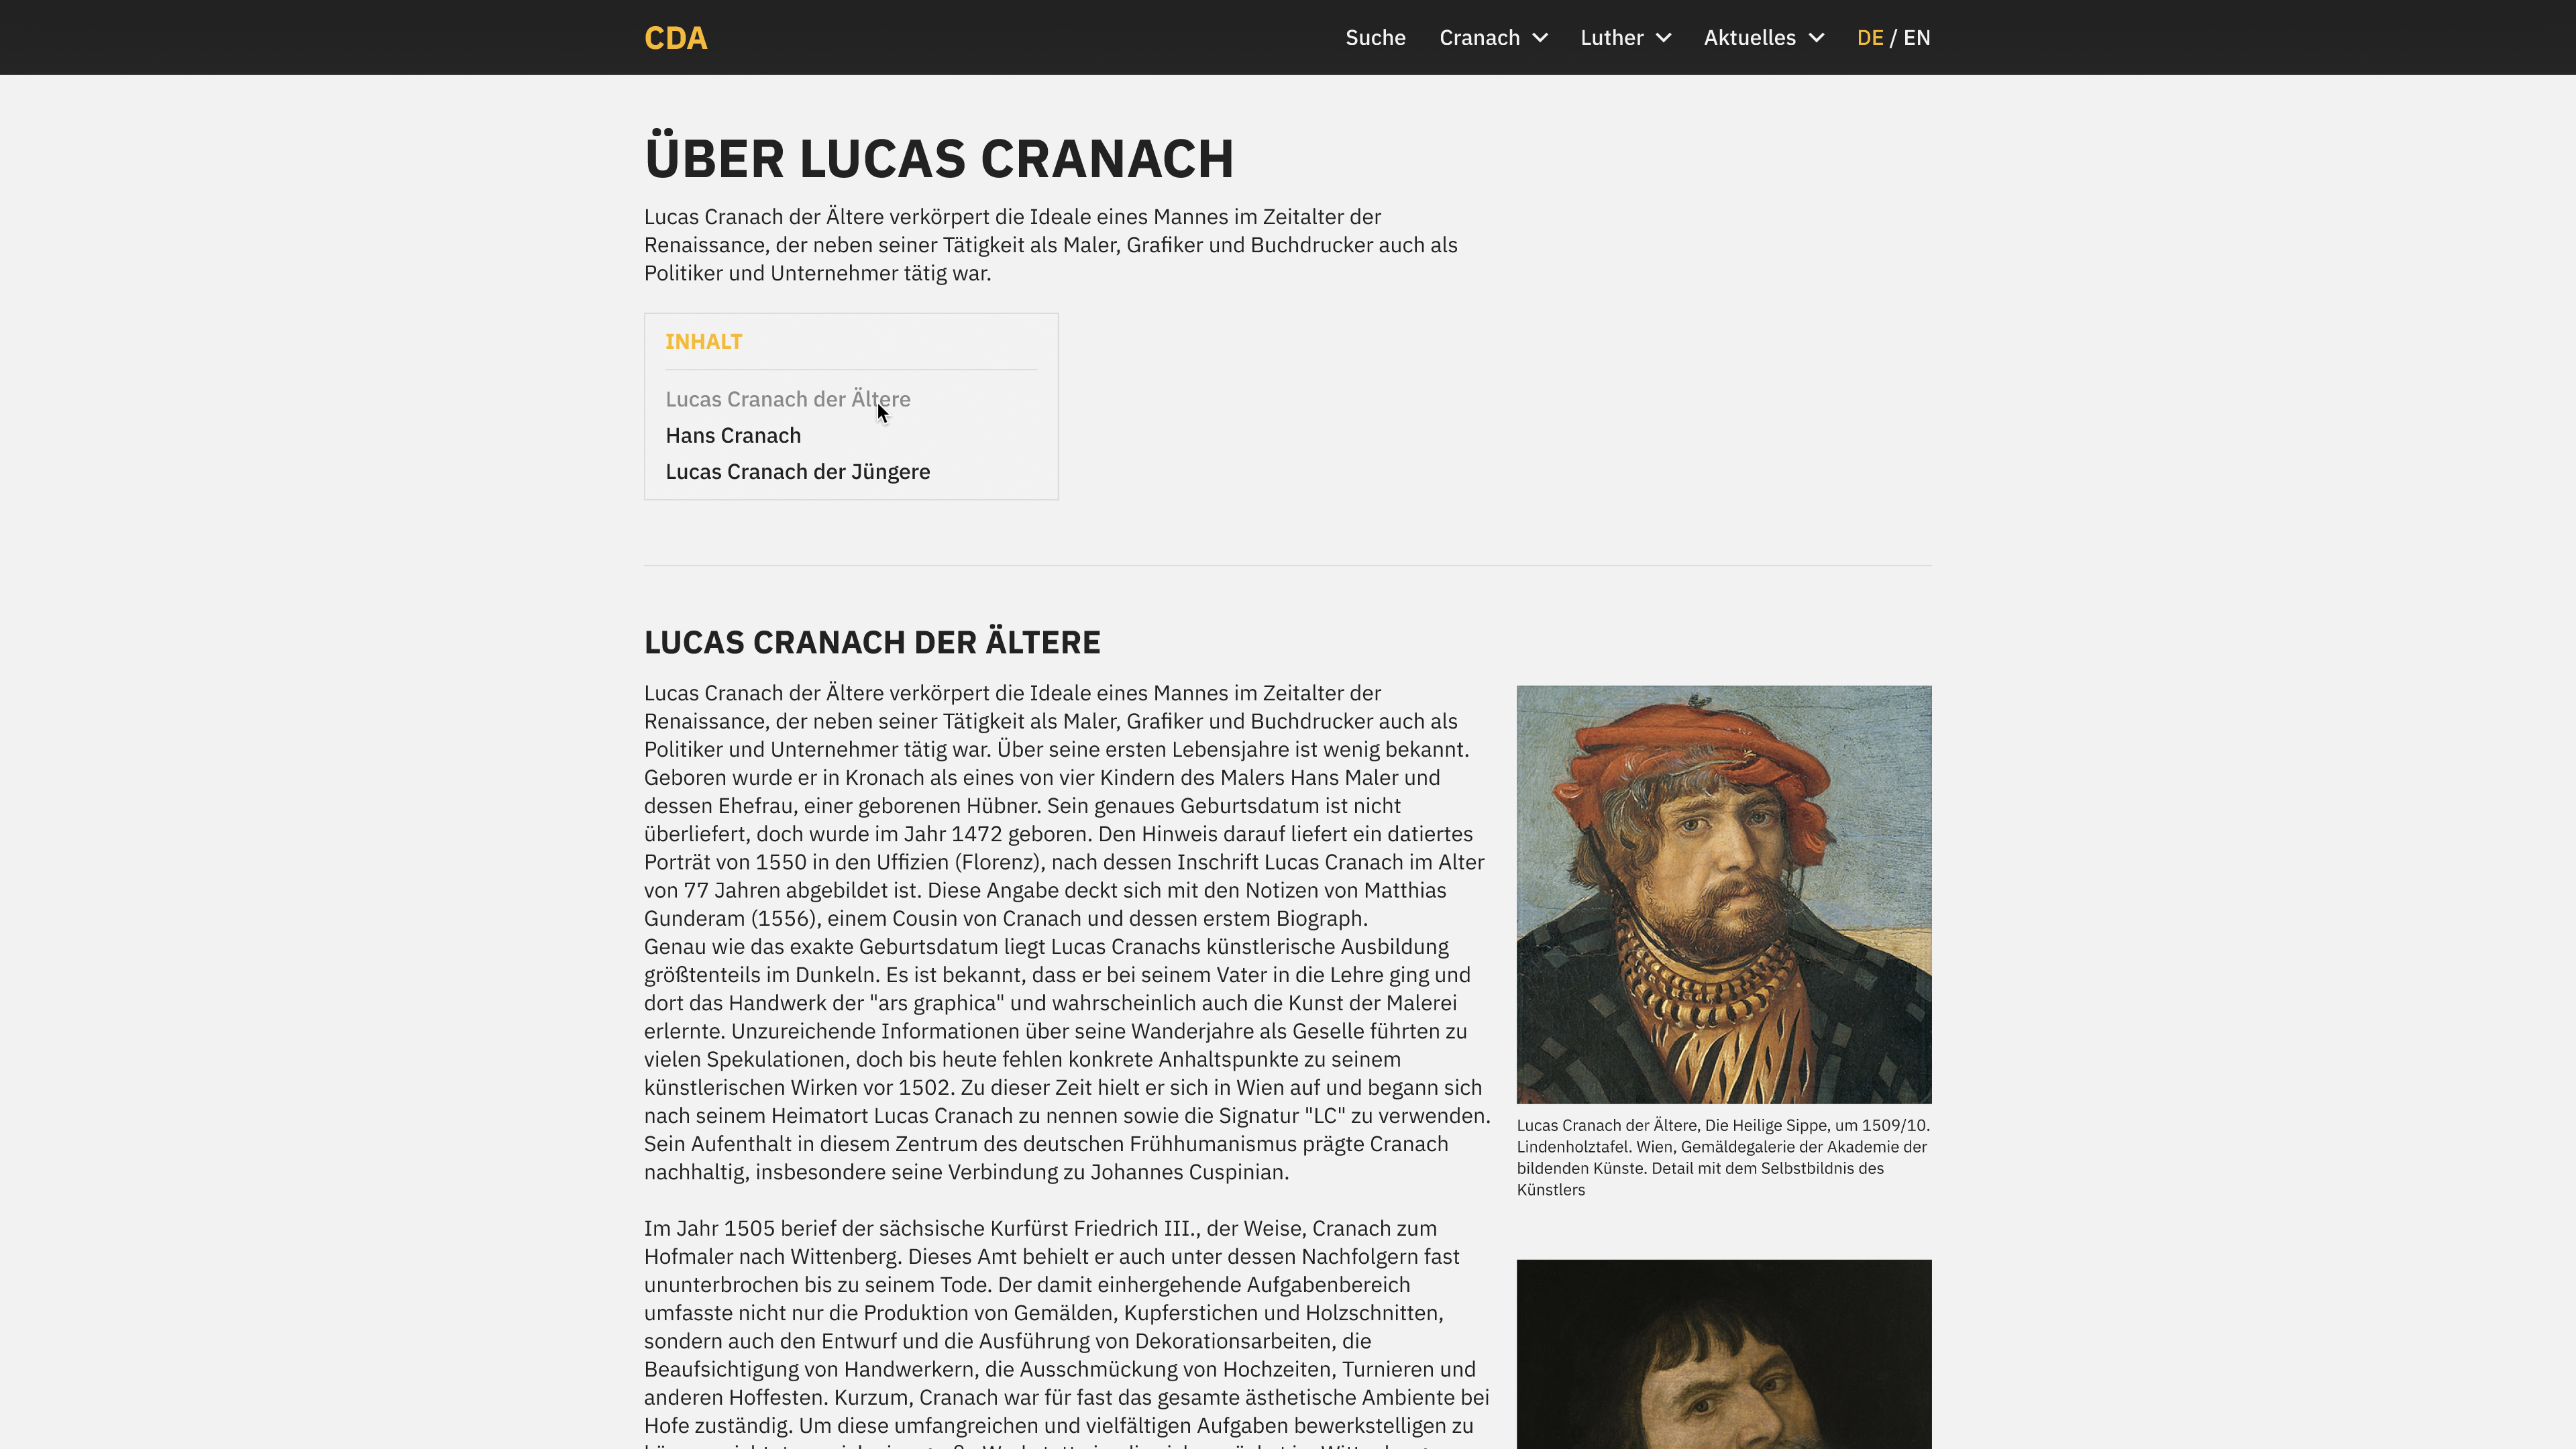 CDA
Suche Cranach Luther Aktuelles DE / EN
ÜBER LUCAS CRANACH
Lucas Cranach der Ältere verkörpert die Ideale eines Mannes im Zeitalter der
Renaissance, der neben seiner Tätigkeit als Maler, Grafiker und Buchdrucker auch als
Politiker und Unternehmer tätig war.
INHALT
Lucas Cranach der Ältere
Hans Cranach
Lucas Cranach der Jüngere
LUCAS CRANACH DER ÄLTERE
Lucas Cranach der Ältere verkörpert die Ideale eines Mannes im Zeitalter der
Renaissance, der neben seiner Tätigkeit als Maler, Grafiker und Buchdrucker auch als
Politiker und Unternehmer tätig war. Über seine ersten Lebensjahre ist wenig bekannt.
Geboren wurde er in Kronach als eines von vier Kindern des Malers Hans Maler und
dessen Ehefrau, einer geborenen Hübner. Sein genaues Geburtsdatum ist nicht
überliefert, doch wurde im Jahr 1472 geboren. Den Hinweis darauf liefert ein datiertes
Porträt von 1550 in den Uffizien (Florenz), nach dessen Inschrift Lucas Cranach im Alter
von 77 Jahren abgebildet ist. Diese Angabe deckt sich mit den Notizen von Matthias
Gunderam (1556), einem Cousin von Cranach und dessen erstem Biograph.
Genau wie das exakte Geburtsdatum liegt Lucas Cranachs künstlerische Ausbildung
größtenteils im Dunkeln. Es ist bekannt, dass er bei seinem Vater in die Lehre ging und
dort das Handwerk der "ars graphica" und wahrscheinlich auch die Kunst der Malerei
erlernte. Unzureichende Informationen über seine Wanderjahre als Geselle führten zu
vielen Spekulationen, doch bis heute fehlen konkrete Anhaltspunkte zu seinem
künstlerischen Wirken vor 1502. Zu dieser Zeit hielt er sich in Wien auf und begann sich
nach seinem Heimatort Lucas Cranach zu nennen sowie die Signatur "LC" zu verwenden.
Sein Aufenthalt in diesem Zentrum des deutschen Frühhumanismus prägte Cranach
nachhaltig, insbesondere seine Verbindung zu Johannes Cuspinian.
Im Jahr 1505 berief der sächsische Kurfürst Friedrich III., der Weise, Cranach zum
Hofmaler nach Wittenberg. Dieses Amt behielt er auch unter dessen Nachfolgern fast
ununterbrochen bis zu seinem Tode. Der damit einhergehende Aufgabenbereich
umfasste nicht nur die Produktion von Gemälden, Kupferstichen und Holzschnitten,
sondern auch den Entwurf und die Ausführung von Dekorationsarbeiten, die
Beaufsichtigung von Handwerkern, die Ausschmückung von Hochzeiten, Turnieren und
anderen Hoffesten. Kurzum, Cranach war für fast das gesamte ästhetische Ambiente bei
Hofe zuständig. Um diese umfangreichen und vielfältigen Aufgaben bewerkstelligen zu
Lucas Cranach der Ältere, Die Heilige Sippe, um 1509/10.
Lindenholztafel. Wien, Gemäldegalerie der Akademie der
bildenden Künste. Detail mit dem Selbstbildnis des
Künstlers